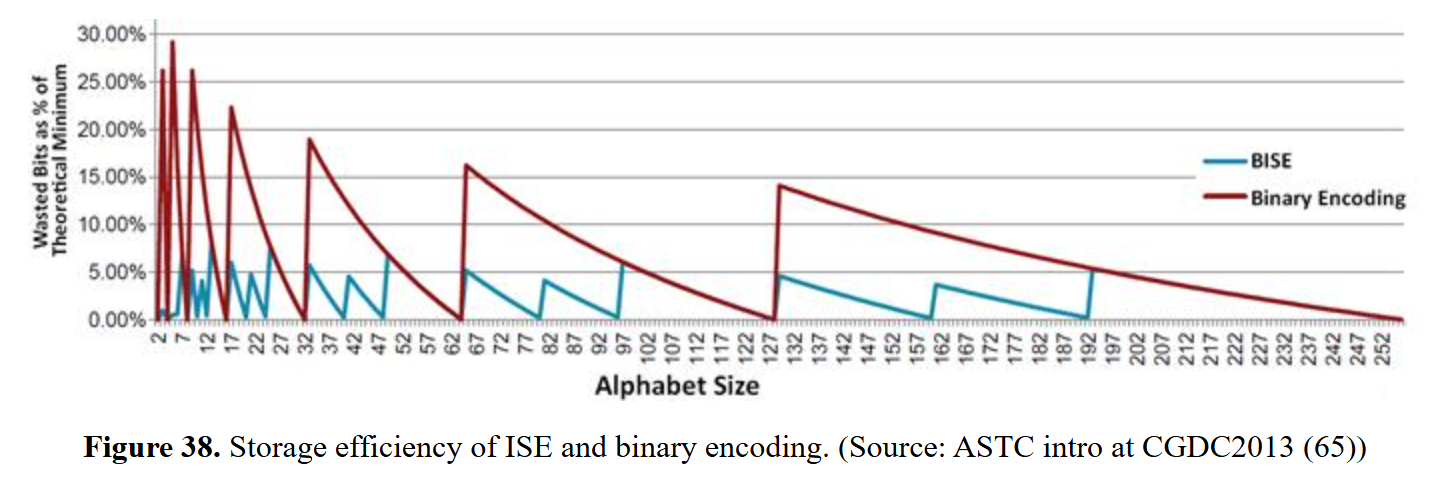 Wasted Bits as % of
Theoretical Minimum
30.00%
25.00%
20.00%
15.00%
10.00%
5.00%
0.00%
BISE
Binary Encoding
2 7 12 17 22 27 32 37 42 47 52 57 62 67 72 77 82 87 92 97 102 107 112 117 122 127 132 137 142 147 152 157 162 167 172 177 182 187 192 197 202 207 212 217 222 227 232 237 242 247 252
Alphabet Size
Figure 38. Storage efficiency of ISE and binary encoding. (Source: ASTC intro at CGDC2013 (65))